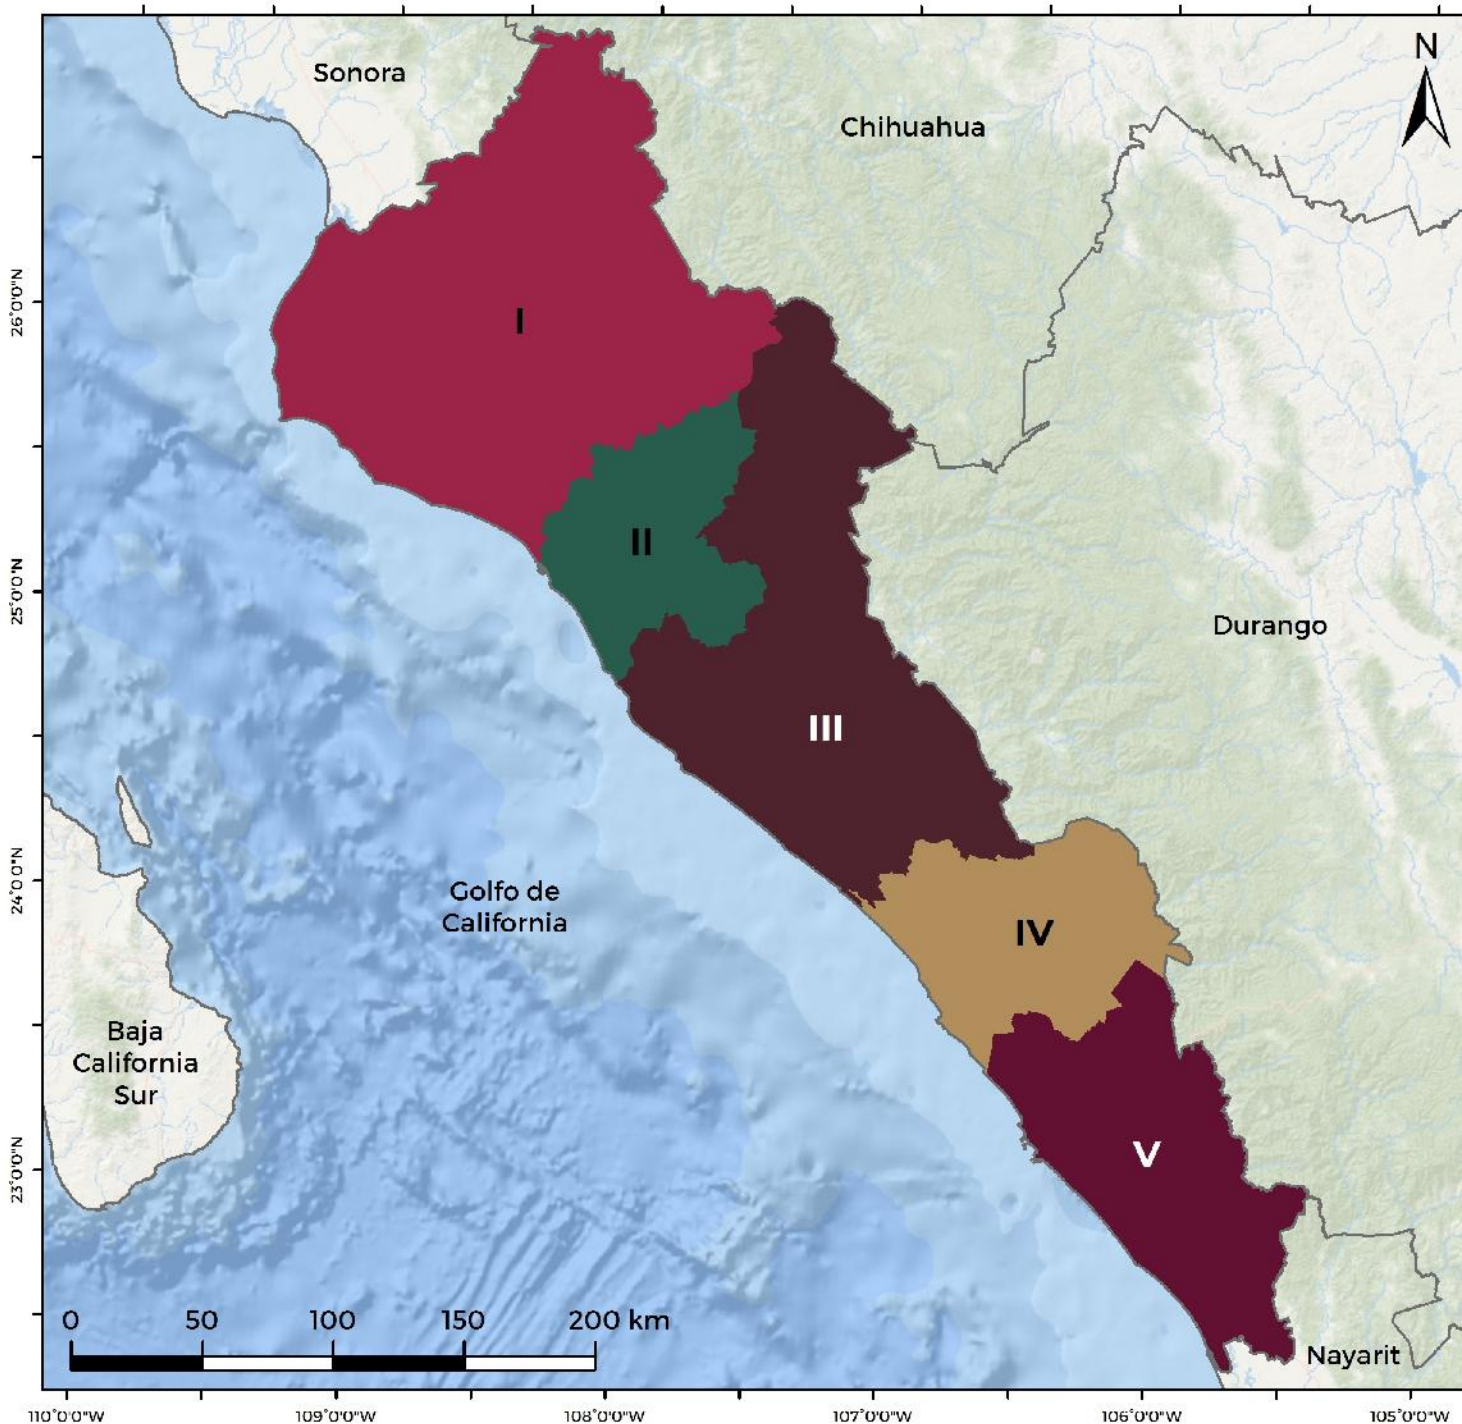 N
Sonora
Chihuahua
I
II
Durango
III
Golfo de
California
IV
Baja
California
Sur
V
Nayarit
0 50 100 150 200 km
26°0'0"N
25°0'0"N
24°0'0"N
23°0'0"N
110°0'0"W 109°0'0"W 108°0'0"W 107°0'0"W 106°0'0"W 105°0'0"W